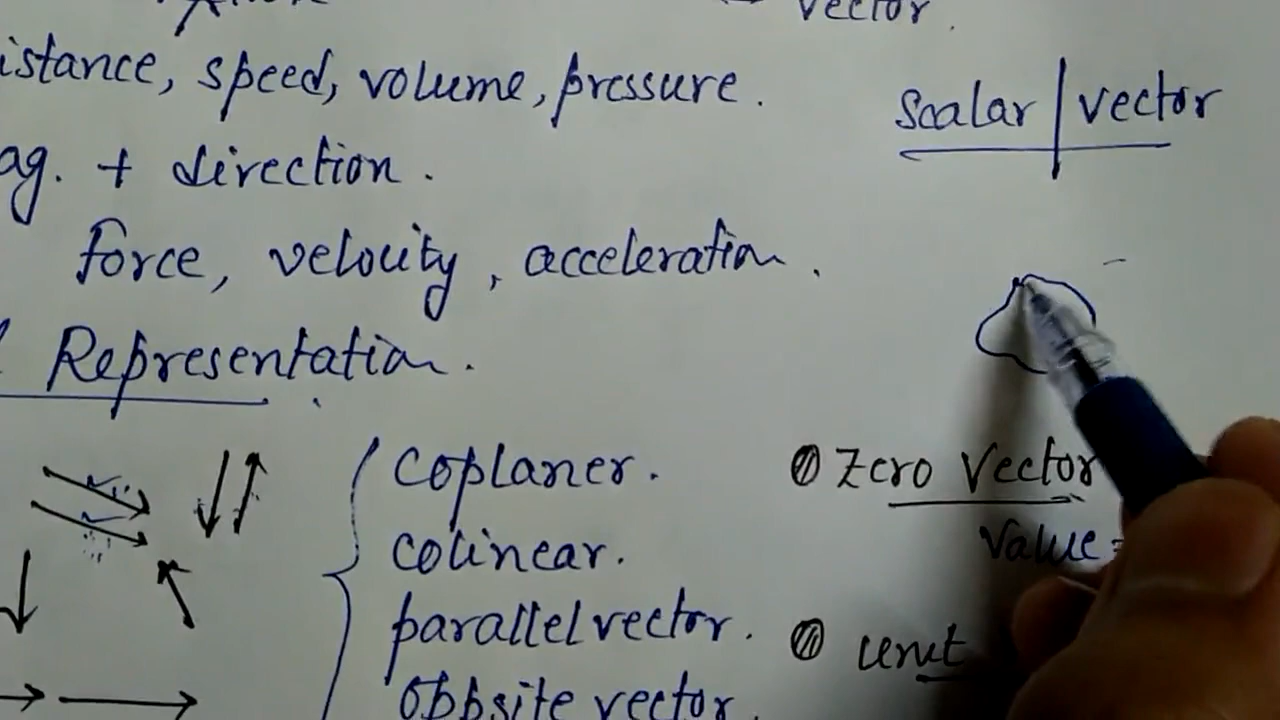 vector.
istance, speed, volume, pressure.
Scalar | vector
ag. + direction.
force, velocity, acceleration.
Representation.
Coplaner.
Colinear.
parallel vector.
Obbsite vector.
Zero Vector
Value =
unit